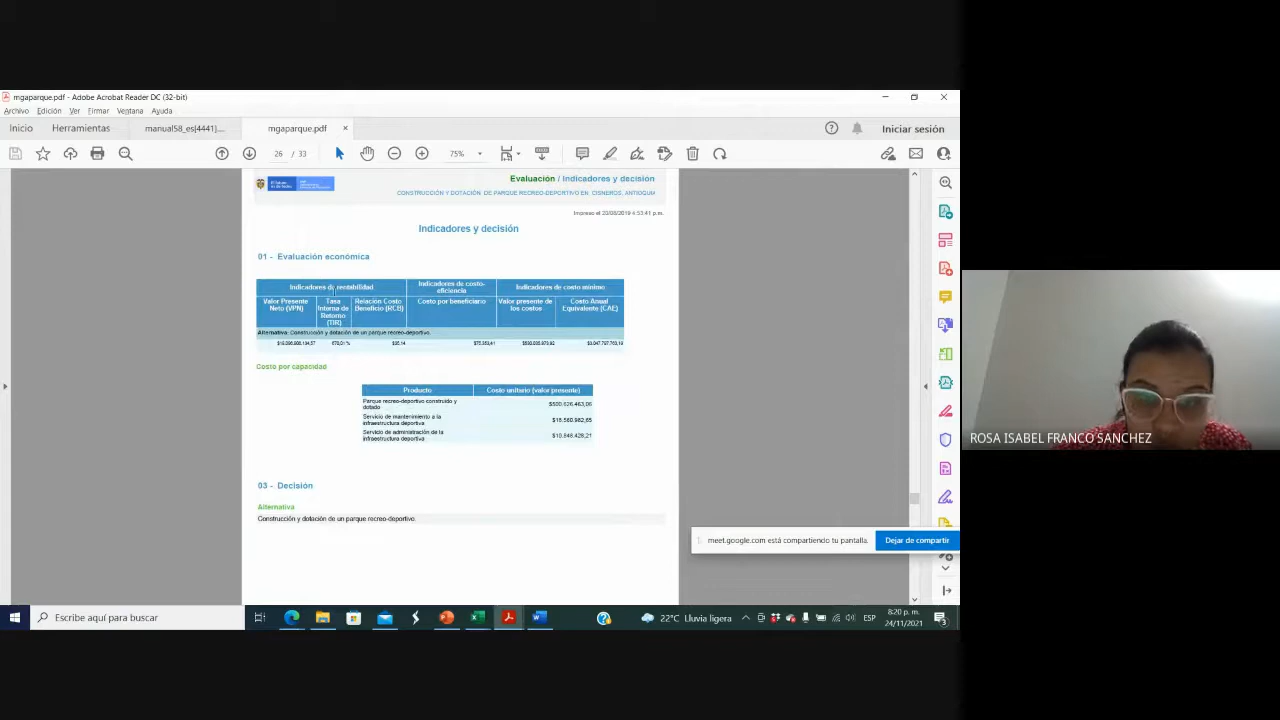 mgaparque.pdf - Adobe Acrobat Reader DC (32-bit)
Archivo Edición Ver Firmar Ventana Ayuda
Inicio Herramientas manual58_es[4441]... mgaparque.pdf × Iniciar sesión
26 / 33 75%
Evaluación / Indicadores y decisión
CONSTRUCCIÓN Y DOTACIÓN DE PARQUE RECREO-DEPORTIVO EN CISNEROS, ANTIOQUIA
Indicadores y decisión
01 - Evaluación económica
Indicadores de rentabilidad Indicadores de costo-eficiencia Indicadores de costo mínimo
Valor Presente Neto (VPN) Tasa Interna de Retorno (TIR) Relación Costo Beneficio (RCB) Costo por beneficiario Valor presente de los costos Costo Anual Equivalente (CAE)
Alternativa: Construcción y dotación de un parque recreo-deportivo.
Costo por capacidad
Producto Costo unitario (valor presente)
Parque recreo-deportivo construido y dotado
Servicio de mantenimiento a la infraestructura deportiva
Servicio de administración de la infraestructura deportiva
03 - Decisión
Alternativa
Construcción y dotación de un parque recreo-deportivo.
meet.google.com está compartiendo tu pantalla. Dejar de compartir
Escribe aquí para buscar
22°C Lluvia ligera ESP
8:20 p. m.
24/11/2021
ROSA ISABEL FRANCO SANCHEZ